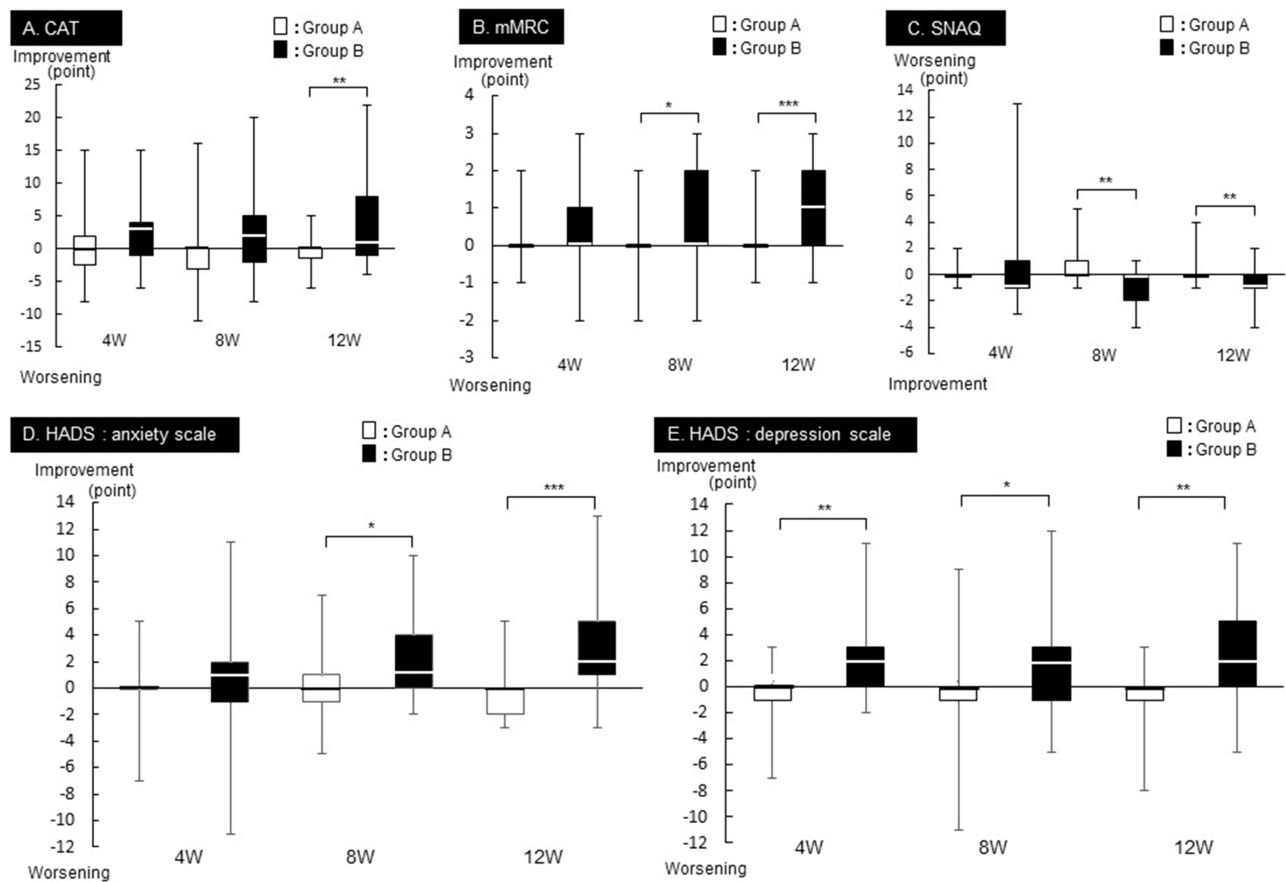 A. CAT
: Group A
: Group B
Improvement
(point)
25
20
15
10
5
0
-5
-10
-15
**
4W
8W
12W
Worsening
B. mMRC
: Group A
: Group B
Improvement
(point)
4
3
2
1
0
-1
-2
-3
*
***
4W
8W
12W
Worsening
C. SNAQ
: Group A
: Group B
Worsening
(point)
14
12
10
8
6
4
2
0
-2
-4
-6
**
**
4W
8W
12W
Improvement
D. HADS : anxiety scale
: Group A
: Group B
Improvement
(point)
14
12
10
8
6
4
2
0
-2
-4
-6
-8
-10
-12
*
***
4W
8W
12W
Worsening
E. HADS : depression scale
: Group A
: Group B
Improvement
(point)
14
12
10
8
6
4
2
0
-2
-4
-6
-8
-10
-12
**
*
**
4W
8W
12W
Worsening